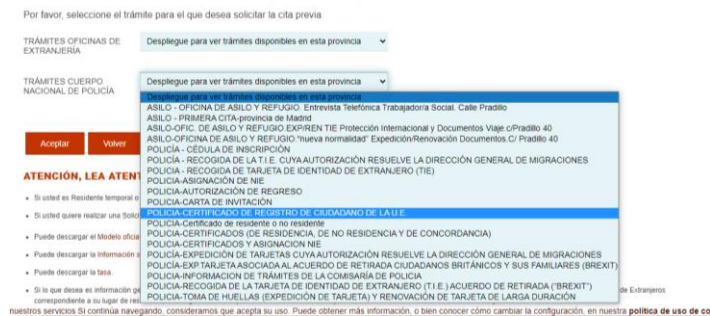 Por favor, seleccione el trámite para el que desea solicitar la cita previa
TRÁMITES OFICINAS DE
EXTRANJERÍA
Despliegue para ver trámites disponibles en esta provincia
TRÁMITES CUERPO
NACIONAL DE POLICÍA
Despliegue para ver trámites disponibles en esta provincia
Despliegue para ver trámites disponibles en esta provincia
ASILO - OFICINA DE ASILO Y REFUGIO. Entrevista Telefónica Trabajador/a Social. Calle Pradillo
ASILO - PRIMERA CITA-provincia de Madrid
ASILO-OFIC. DE ASILO Y REFUGIO EXP/REN TIE Protección Internacional y Documentos Viaje.c/Pradillo 40
ASILO-OFICINA DE ASILO Y REFUGIO."nueva normalidad" Expedición/Renovación Documentos.C/ Pradillo 40
POLICÍA - CÉDULA DE INSCRIPCIÓN
POLICÍA - RECOGIDA DE LA T.I.E. CUYA AUTORIZACIÓN RESUELVE LA DIRECCIÓN GENERAL DE MIGRACIONES
POLICIA - RECOGIDA DE TARJETA DE IDENTIDAD DE EXTRANJERO (TIE)
POLICIA-ASIGNACIÓN DE NIE
POLICIA-AUTORIZACIÓN DE REGRESO
POLICIA-CARTA DE INVITACIÓN
POLICIA-CERTIFICADO DE REGISTRO DE CIUDADANO DE LA U.E.
POLICIA-Certificado de residente o no residente
POLICIA-CERTIFICADOS (DE RESIDENCIA, DE NO RESIDENCIA Y DE CONCORDANCIA)
POLICIA-CERTIFICADOS Y ASIGNACION NIE
POLICÍA-EXPEDICIÓN DE TARJETAS CUYA AUTORIZACIÓN RESUELVE LA DIRECCIÓN GENERAL DE MIGRACIONES
POLICÍA-EXP.TARJETA ASOCIADA AL ACUERDO DE RETIRADA CIUDADANOS BRITÁNICOS Y SUS FAMILIARES (BREXIT)
POLICIA-INFORMACION DE TRÁMITES DE LA COMISARÍA DE POLICIA
POLICIA-RECOGIDA DE LA TARJETA DE IDENTIDAD DE EXTRANJERO (T.I.E.) ACUERDO DE RETIRADA ("BREXIT")
POLICIA-TOMA DE HUELLAS (EXPEDICIÓN DE TARJETA) Y RENOVACIÓN DE TARJETA DE LARGA DURACIÓN
Aceptar Volver
ATENCIÓN, LEA ATENT
Si usted es Residente temporal o
Si usted quiere realizar una Solici
Puede descargar el Modelo oficia
Puede descargar la Información s
Puede descargar la tasa.
Si lo que desea es información ge de Extranjeros
correspondiente a su lugar de res
nuestros servicios Si continúa navegando, consideramos que acepta su uso. Puede obtener más información, o bien conocer cómo cambiar la configuración, en nuestra política de uso de co